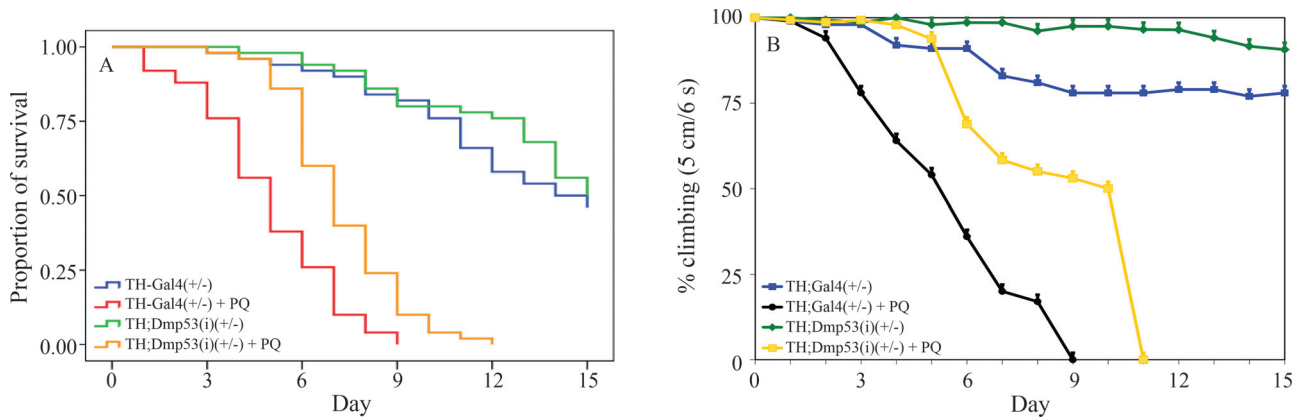 A
Proportion of survival
1.00
0.75
0.50
0.25
0.00
TH-Gal4(+/-)
TH-Gal4(+/-) + PQ
TH;Dmp53(i)(+/-)
TH;Dmp53(i)(+/-) + PQ
0 3 6 9 12 15
Day
B
% climbing (5 cm/6 s)
100
75
50
25
0
TH;Gal4(+/-)
TH;Gal4(+/-) + PQ
TH;Dmp53(i)(+/-)
TH;Dmp53(i)(+/-) + PQ
0 3 6 9 12 15
Day